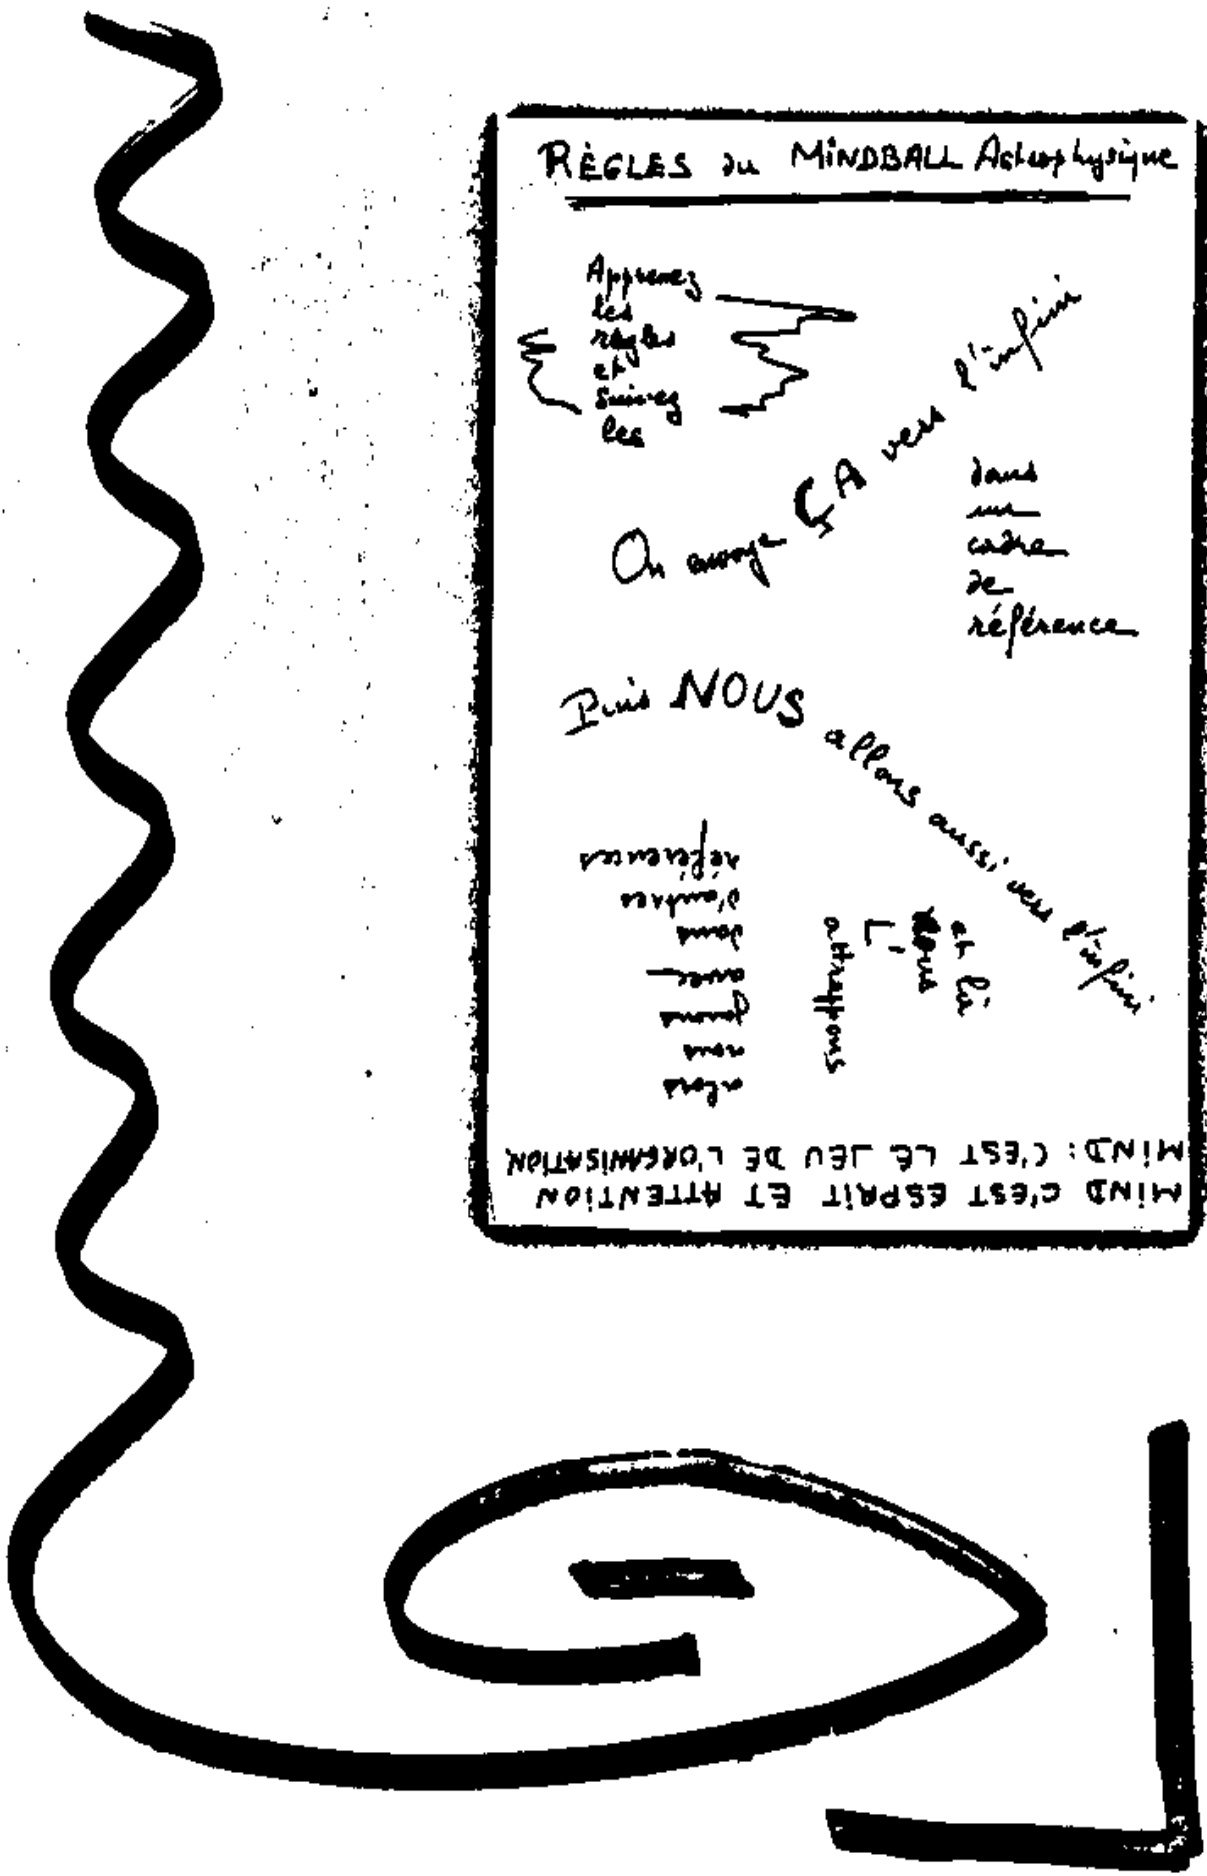 RÈGLES du MINDBALL Astrophysique
Apprenez
les
règles
et
suivez
les
On envoye ÇA vers l'infini
dans
un
cadre
de
référence
Puis NOUS allons aussi vers l'infini
et là
nous
L'
attrappons
alors
nous
jouons
avec
dans
d'autres
références
MIND: C'EST LE JEU DE L'ORGANISATION
MIND C'EST ESPRIT ET ATTENTION